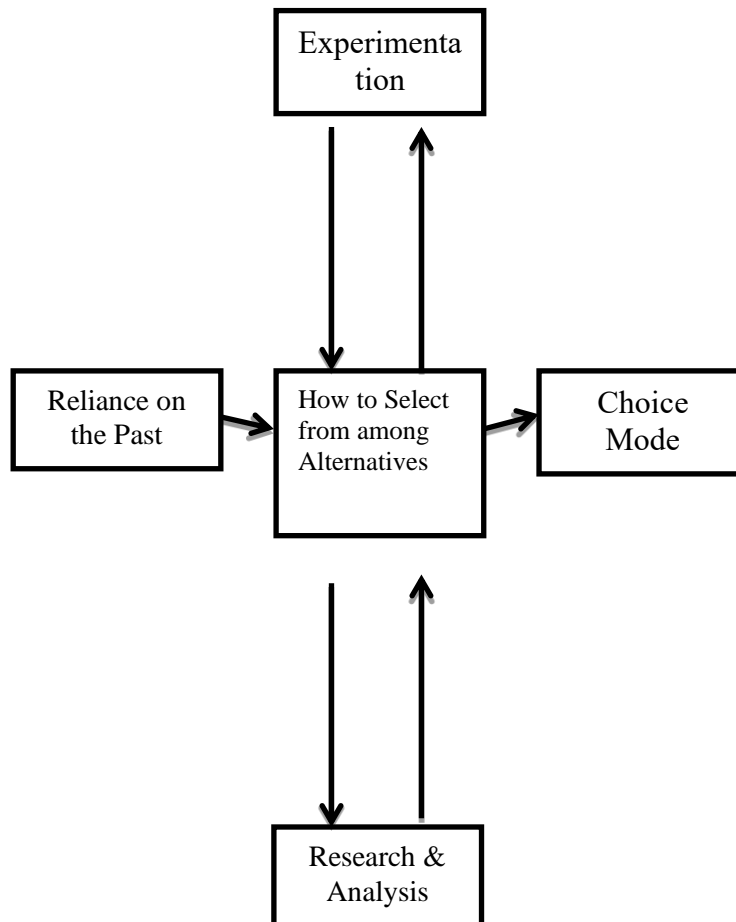 Experimenta
tion
Reliance on
the Past
How to Select
from among
Alternatives
Choice
Mode
Research &
Analysis